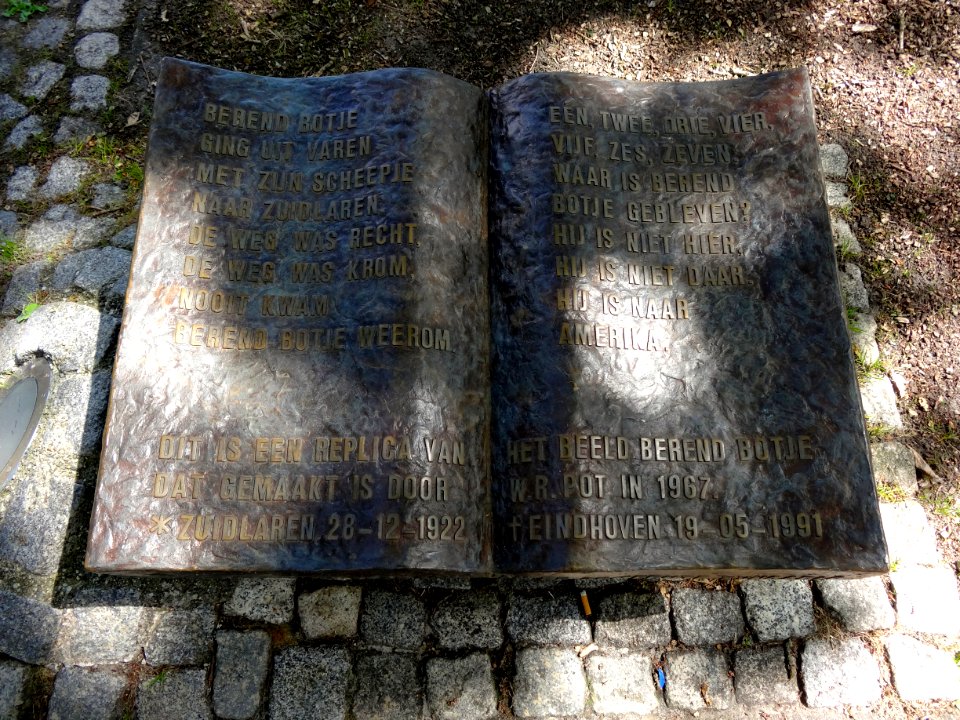 BEREND BOTJE
GING UIT VAREN
MET ZIJN SCHEEPJE
NAAR ZUIDLAREN.
DE WEG WAS RECHT,
DE WEG WAS KROM,
NOOIT KWAM
BEREND BOTJE WEEROM.
EEN, TWEE, DRIE, VIER,
VIJF, ZES, ZEVEN.
WAAR IS BEREND
BOTJE GEBLEVEN?
HIJ IS NIET HIER,
HIJ IS NIET DAAR,
HIJ IS NAAR
AMERIKA.
DIT IS EEN REPLICA VAN HET BEELD BEREND BOTJE
DAT GEMAAKT IS DOOR W.R. POT IN 1967.
* ZUIDLAREN, 28-12-1922 † EINDHOVEN 19-05-1991